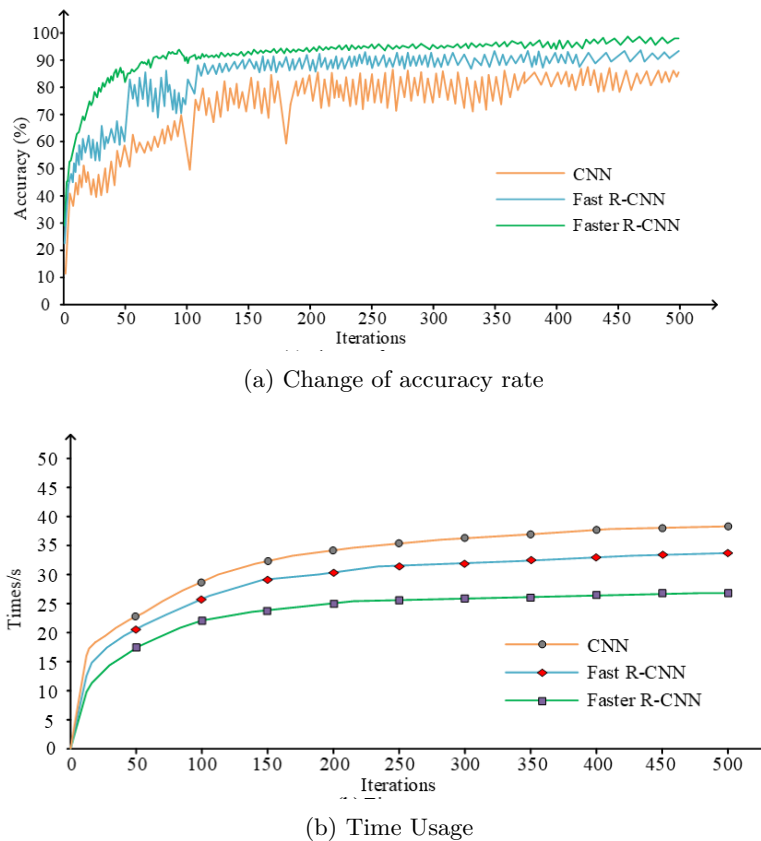 100
90
80
70
60
50
40
30
20
10
0
Accuracy (%)
CNN
Fast R-CNN
Faster R-CNN
0 50 100 150 200 250 300 350 400 450 500
Iterations
(a) Change of accuracy rate
50
45
40
35
30
25
20
15
10
5
0
Times/s
CNN
Fast R-CNN
Faster R-CNN
0 50 100 150 200 250 300 350 400 450 500
Iterations
(b) Time Usage